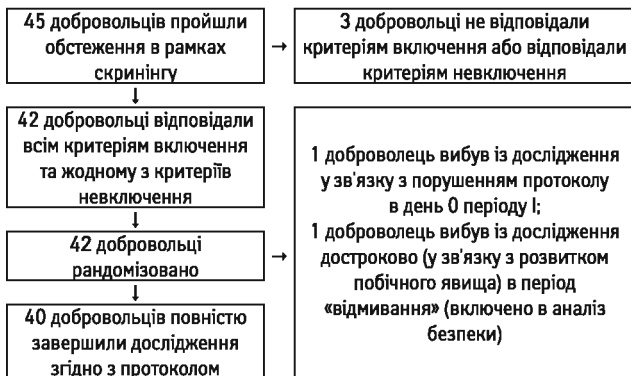 45 добровольців пройшли
обстеження в рамках
скринінгу
3 добровольці не відповідали
критеріям включення або відповідали
критеріям невключення
42 добровольці відповідали
всім критеріям включення
та жодному з критеріїв
невключення
42 добровольці
рандомізовано
1 доброволець вибув із дослідження
у зв'язку з порушенням протоколу
в день 0 періоду I;
1 доброволець вибув із дослідження
достроково (у зв'язку з розвитком
побічного явища) в період
«відмивання» (включено в аналіз
безпеки)
40 добровольців повністю
завершили дослідження
згідно з протоколом